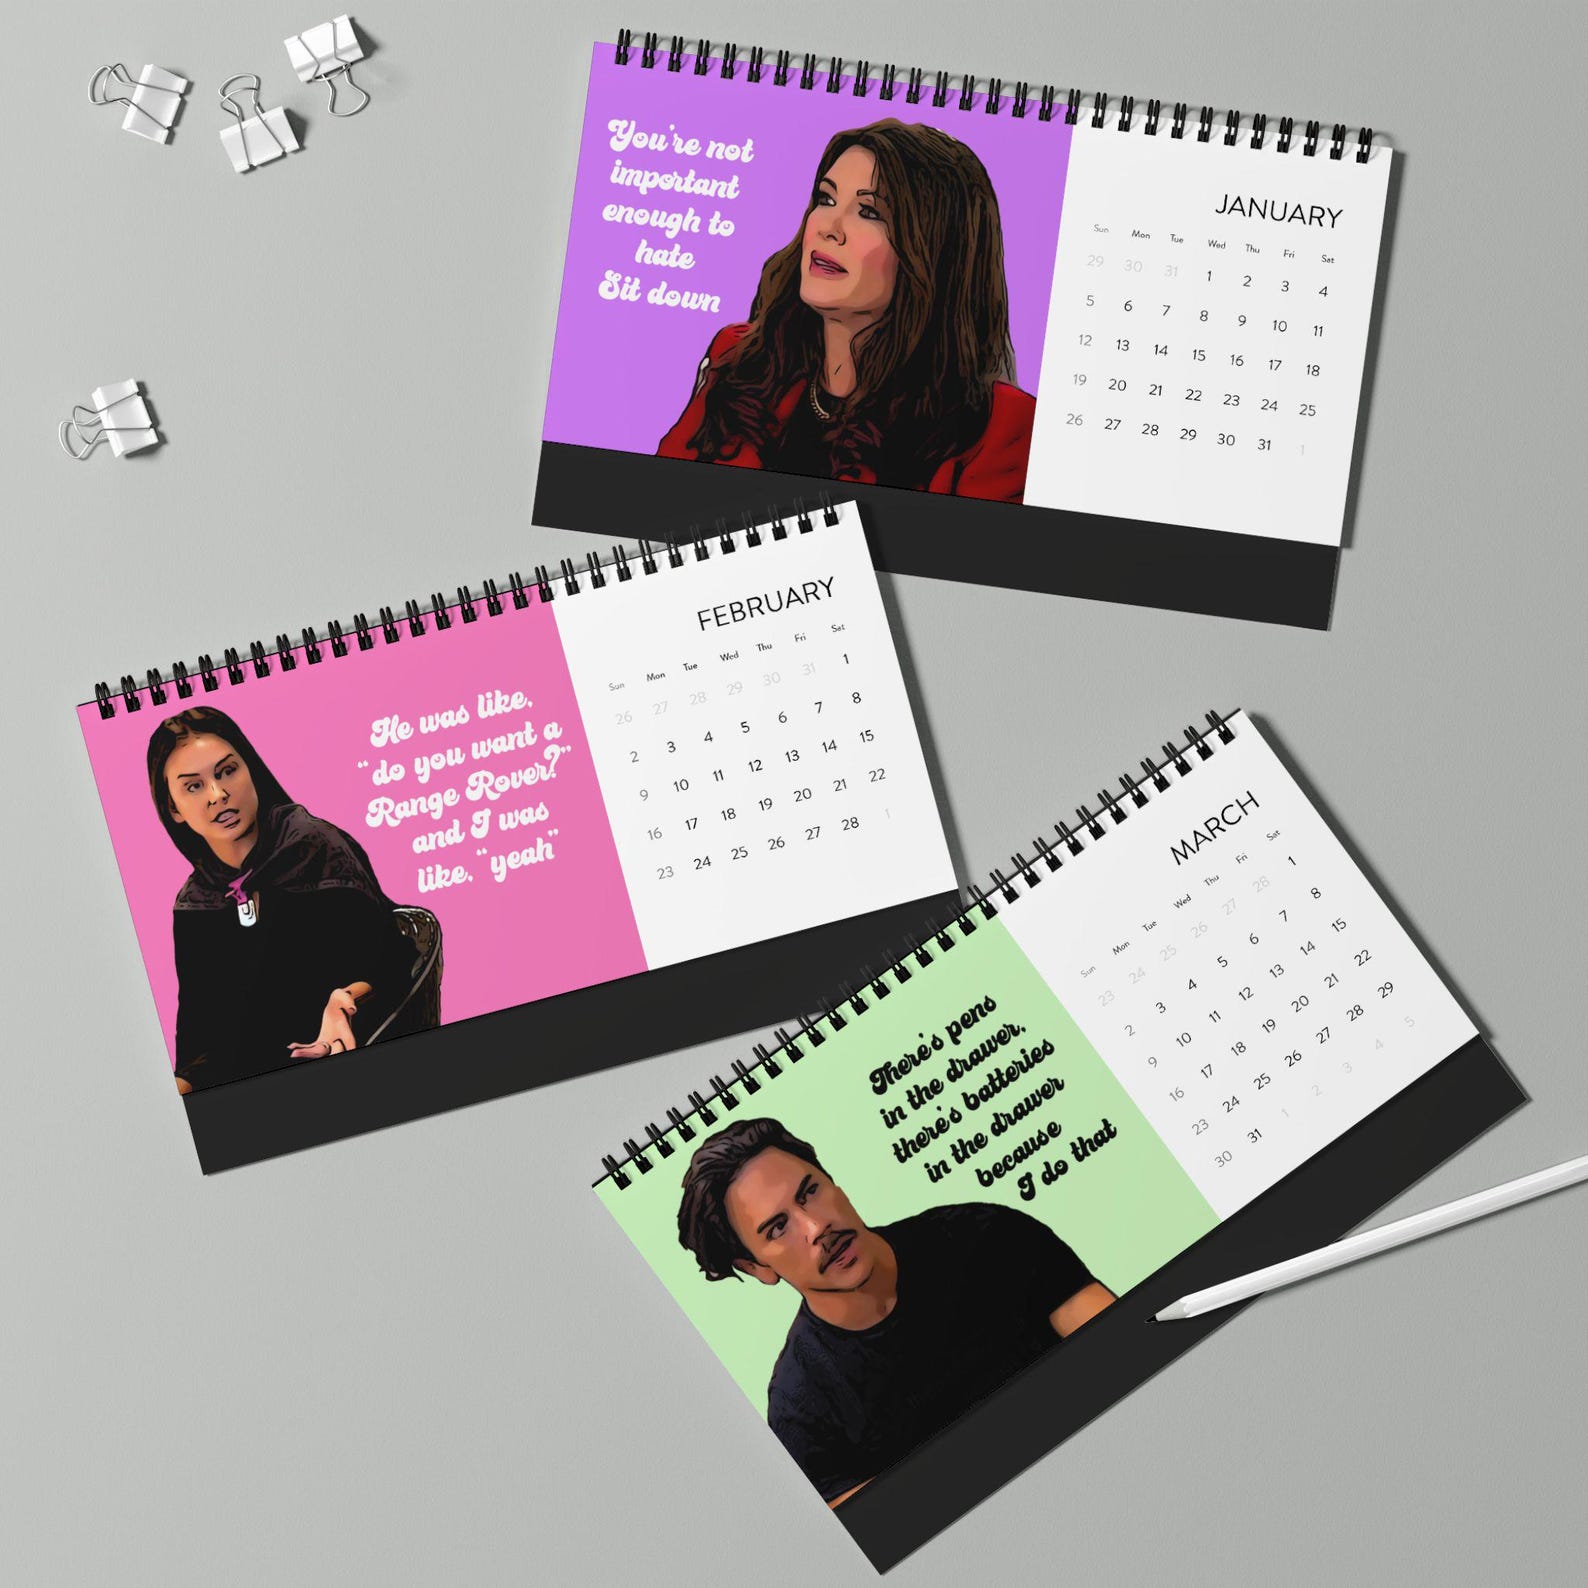 You're not
important
enough to
hate
Sit down
JANUARY
Sun Mon Tue Wed Thu Fri Sat
29 30 31 1 2 3 4
5 6 7 8 9 10 11
12 13 14 15 16 17 18
19 20 21 22 23 24 25
26 27 28 29 30 31 1
He was like,
“do you want a
Range Rover?”
and I was
like, “yeah”
FEBRUARY
Sun Mon Tue Wed Thu Fri Sat
26 27 28 29 30 31 1
2 3 4 5 6 7 8
9 10 11 12 13 14 15
16 17 18 19 20 21 22
23 24 25 26 27 28 1
There's pens
in the drawer,
there's batteries
in the drawer
because
I do that
MARCH
Sun Mon Tue Wed Thu Fri Sat
23 24 25 26 27 28 1
2 3 4 5 6 7 8
9 10 11 12 13 14 15
16 17 18 19 20 21 22
23 24 25 26 27 28 29
30 31 1 2 3 4 5